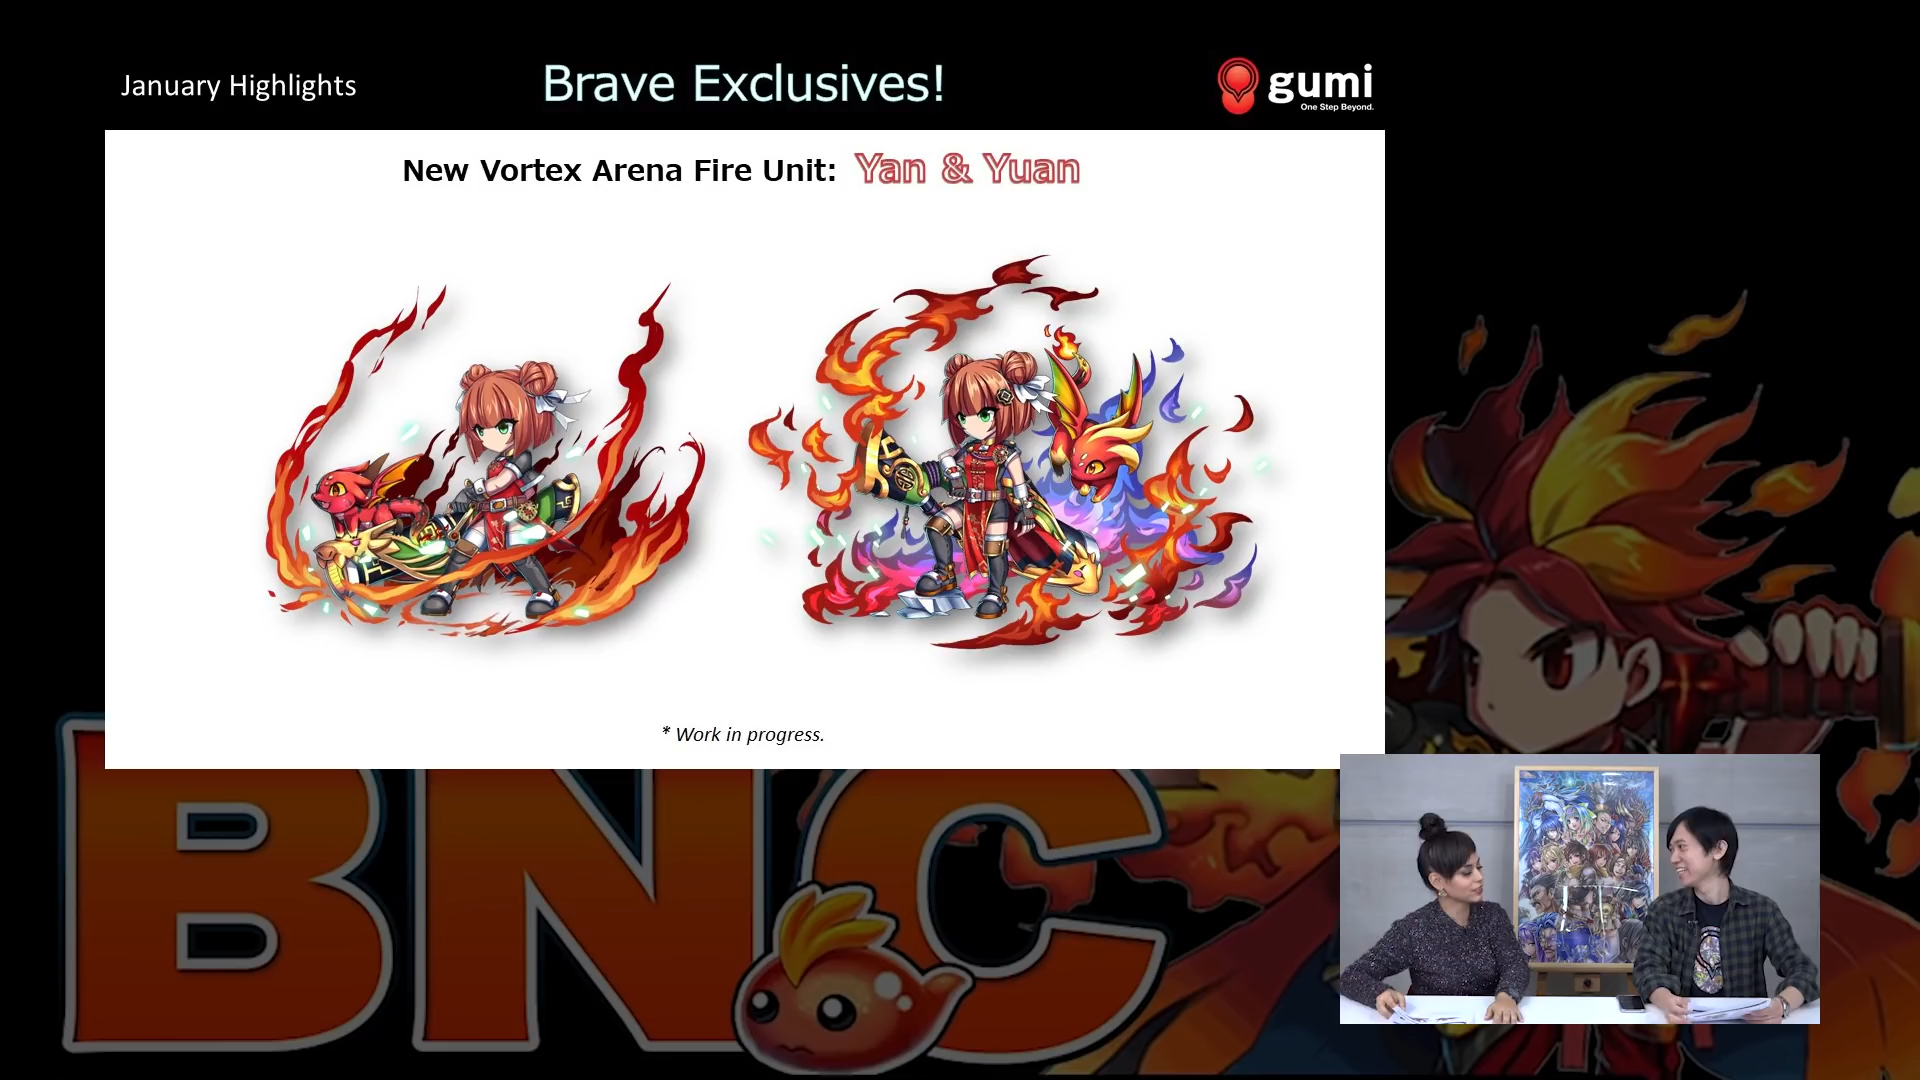 January Highlights
Brave Exclusives!
gumi
One Step Beyond.
New Vortex Arena Fire Unit: Yan & Yuan
* Work in progress.
BNC